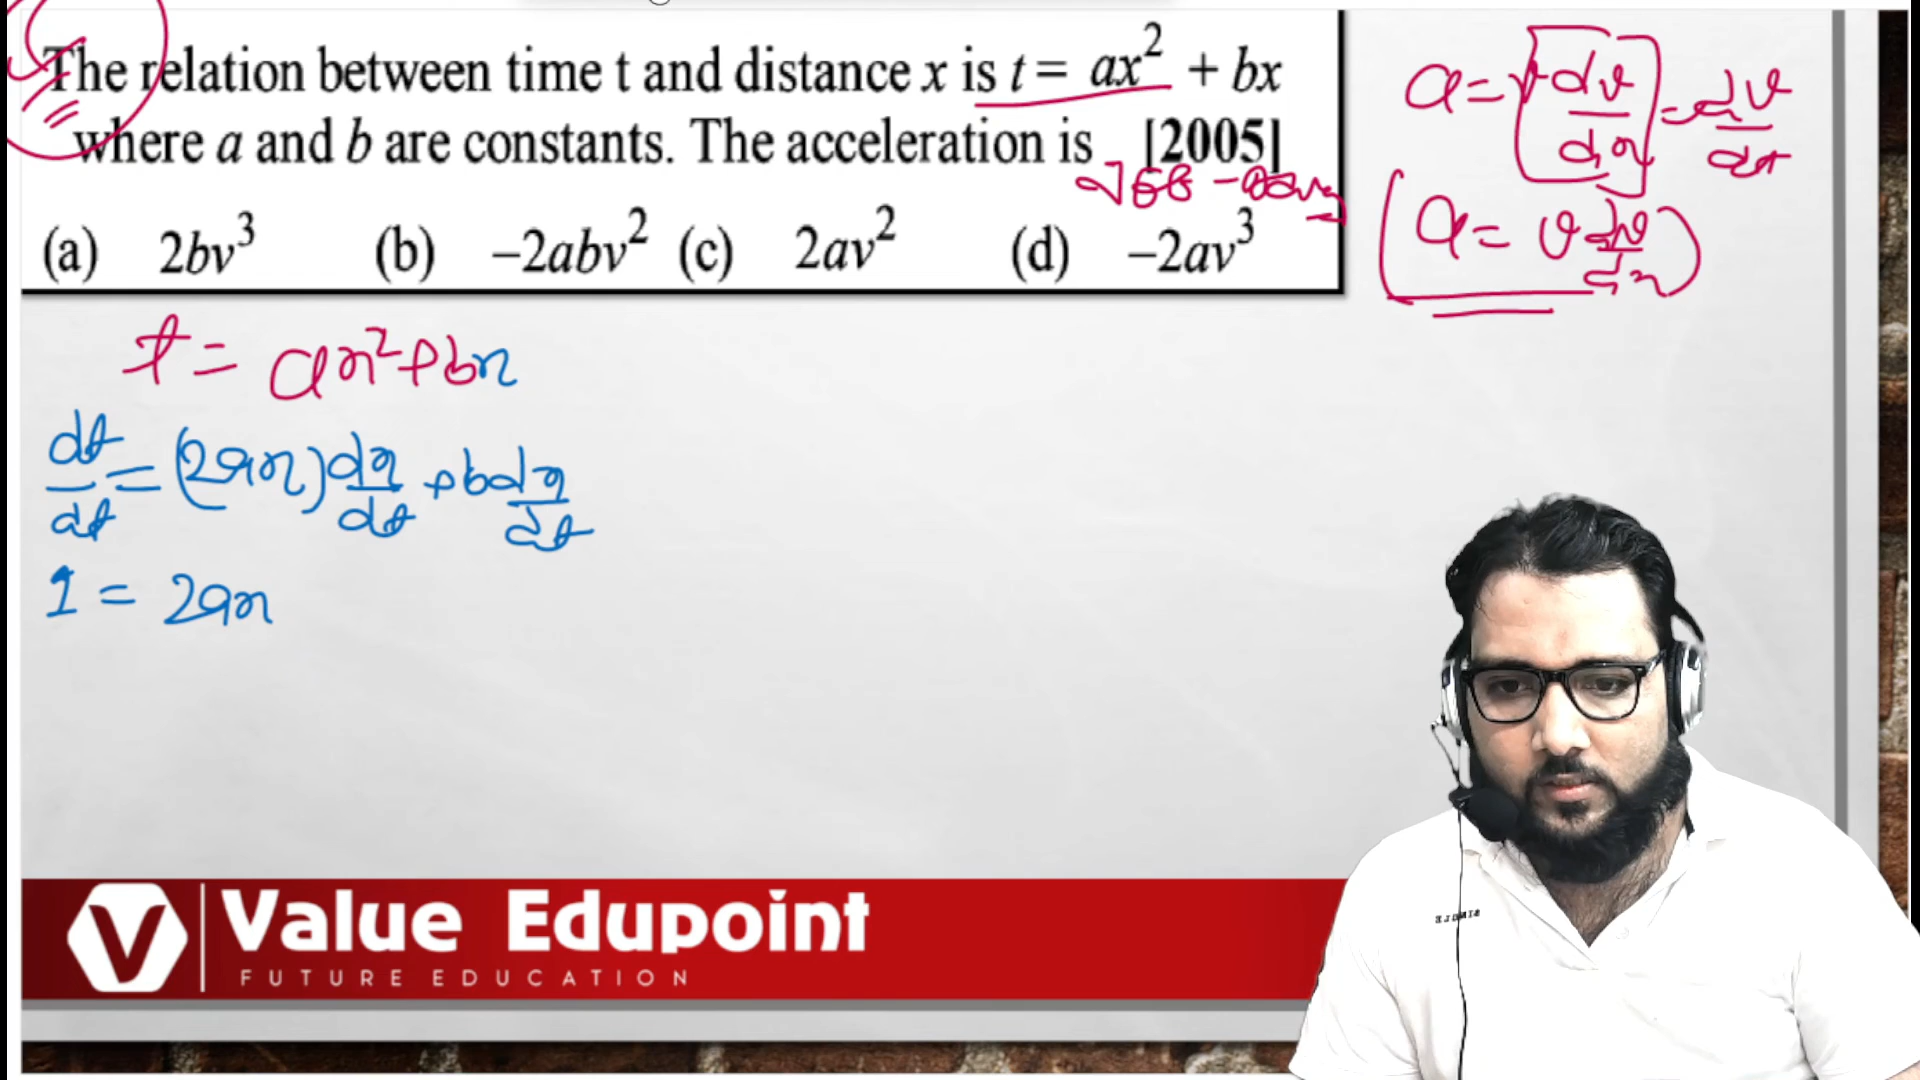 The relation between time t and distance x is t = ax² + bx
where a and b are constants. The acceleration is [2005]
JEE - Adv
(a) 2bv³ (b) –2abv² (c) 2av² (d) –2av³
a = v dv/dx = dv/dt
a = v dv/dx
t = ax² + bx
dt/dt = (2ax) dx/dt + b dx/dt
1 = 2ax
V Value Edupoint
FUTURE EDUCATION